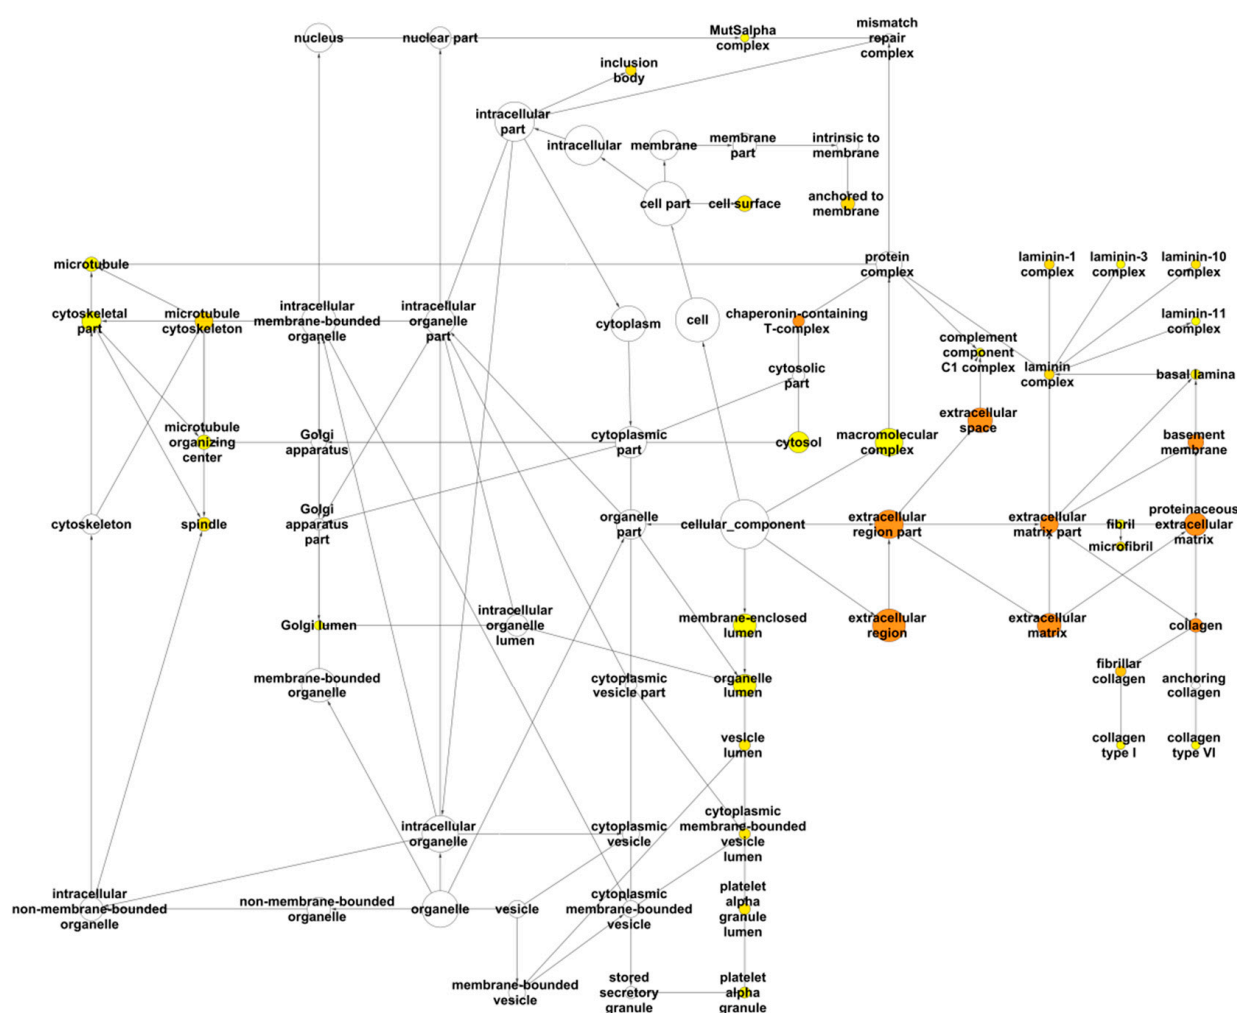 nucleus
nuclear part
MutSalpha
complex
mismatch
repair
complex
inclusion
body
intracellular
part
intracellular
membrane
membrane
part
intrinsic to
membrane
cell part
cell surface
anchored to
membrane
microtubule
protein
complex
laminin-1
complex
laminin-3
complex
laminin-10
complex
cytoskeletal
part
microtubule
cytoskeleton
intracellular
membrane-bounded
organelle
intracellular
organelle
part
cytoplasm
cell
chaperonin-containing
T-complex
laminin-11
complex
complement
component
C1 complex
cytosolic
part
laminin
complex
basal lamina
microtubule
organizing
center
Golgi
apparatus
cytoplasmic
part
cytosol
macromolecular
complex
extracellular
space
basement
membrane
cytoskeleton
spindle
Golgi
apparatus
part
organelle
part
cellular_component
extracellular
region part
extracellular
matrix part
fibril
microfibril
proteinaceous
extracellular
matrix
Golgi lumen
intracellular
organelle
lumen
membrane-enclosed
lumen
extracellular
region
extracellular
matrix
collagen
membrane-bounded
organelle
cytoplasmic
vesicle part
organelle
lumen
fibrillar
collagen
anchoring
collagen
vesicle
lumen
collagen
type I
collagen
type VI
intracellular
organelle
cytoplasmic
vesicle
cytoplasmic
membrane-bounded
vesicle
lumen
intracellular
non-membrane-bounded
organelle
non-membrane-bounded
organelle
organelle
vesicle
cytoplasmic
membrane-bounded
vesicle
platelet
alpha
granule
lumen
membrane-bounded
vesicle
stored
secretory
granule
platelet
alpha
granule